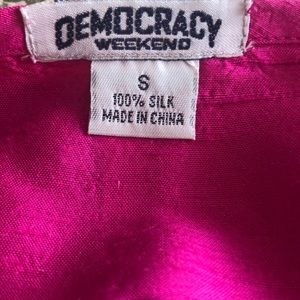 DEMOCRACY
WEEKEND
S
100% SILK
MADE IN CHINA